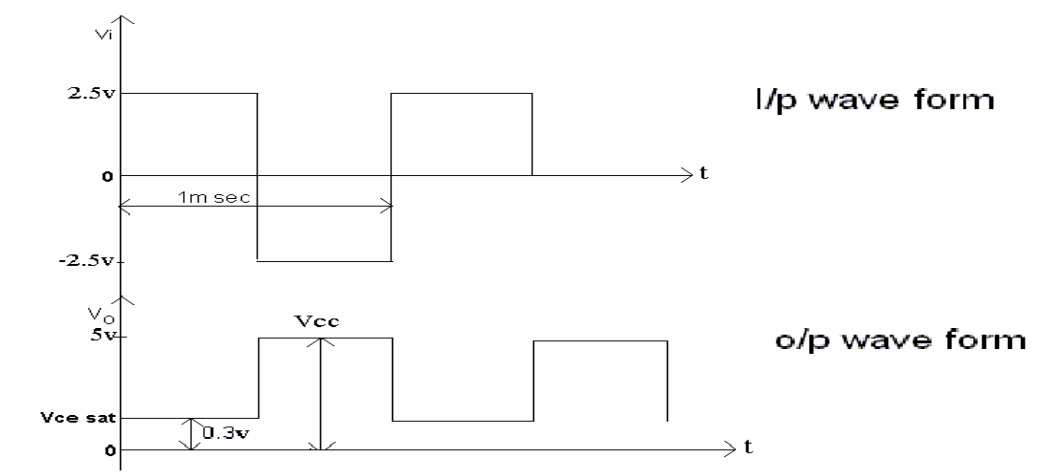 Vi
2.5v
I/p wave form
0
t
1m sec
-2.5v
Vo
5v
Vcc
o/p wave form
Vce sat
0.3v
0
t